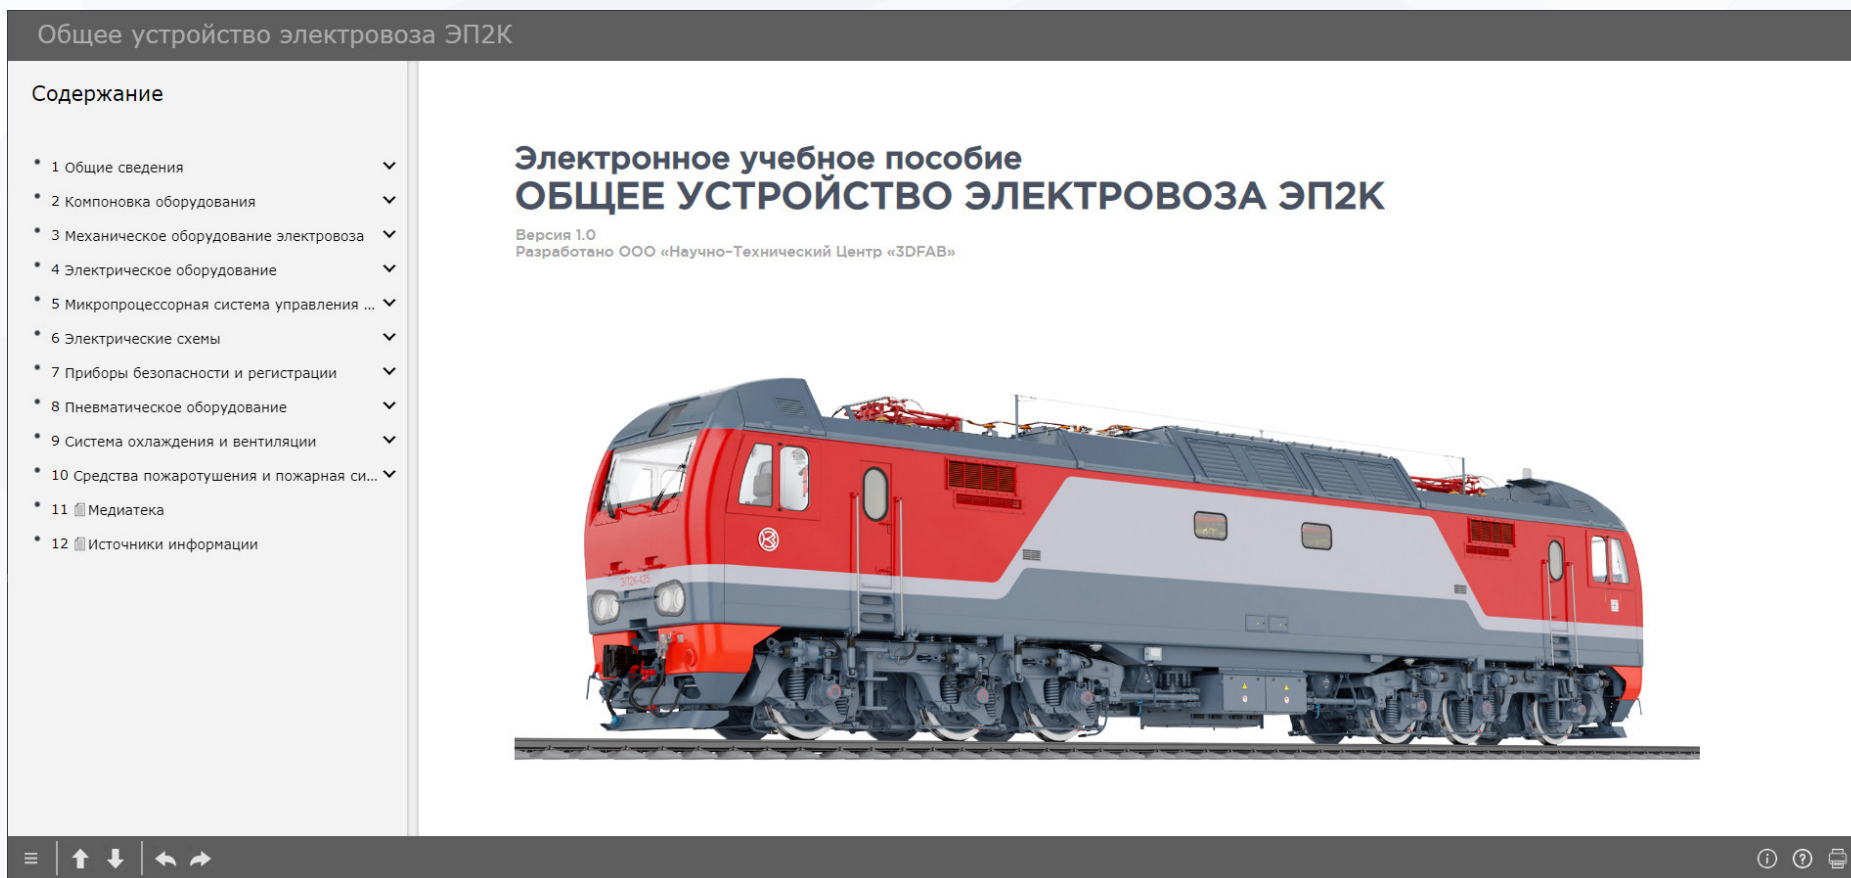 Общее устройство электровоза ЭП2К
Содержание
1 Общие сведения
2 Компоновка оборудования
3 Механическое оборудование электровоза
4 Электрическое оборудование
5 Микропроцессорная система управления ...
6 Электрические схемы
7 Приборы безопасности и регистрации
8 Пневматическое оборудование
9 Система охлаждения и вентиляции
10 Средства пожаротушения и пожарная си...
11 Медиатека
12 Источники информации
Электронное учебное пособие
ОБЩЕЕ УСТРОЙСТВО ЭЛЕКТРОВОЗА ЭП2К
Версия 1.0
Разработано ООО «Научно-Технический Центр «3DFAB»
ЭП2К-425